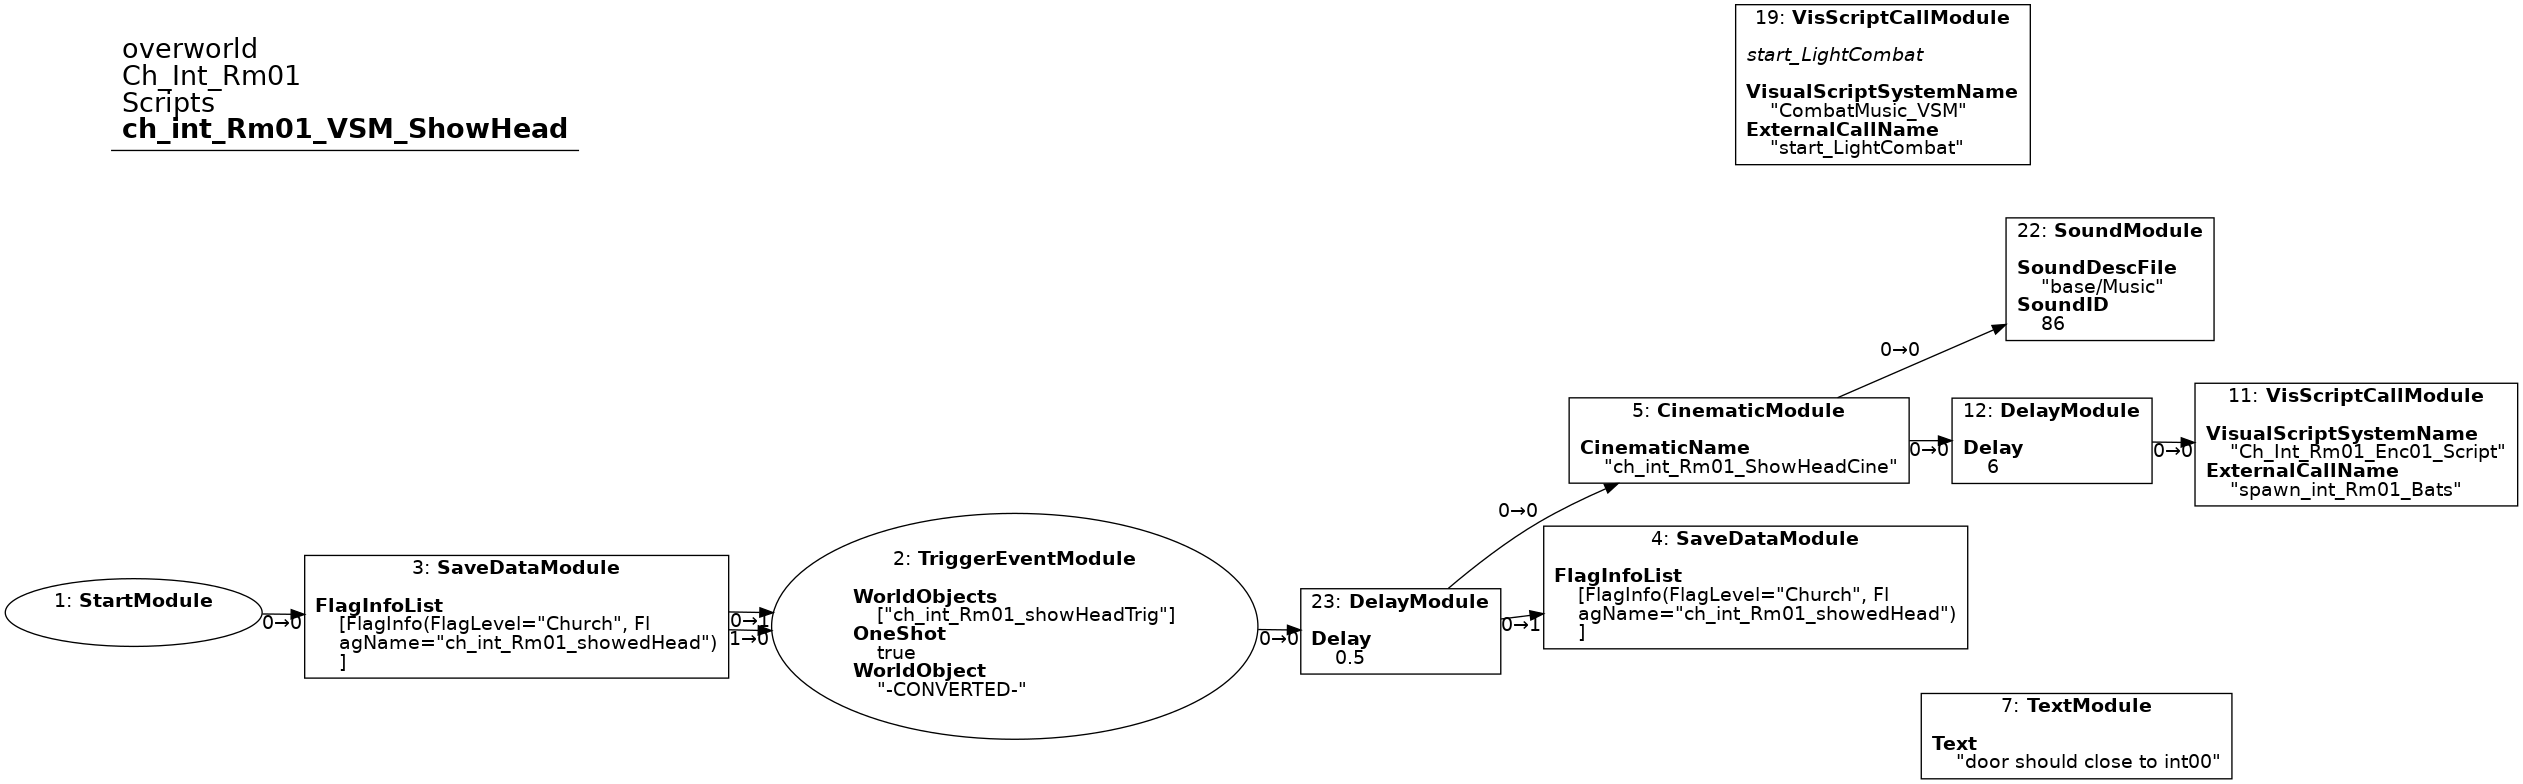 overworld
Ch_Int_Rm01
Scripts
ch_int_Rm01_VSM_ShowHead
19: VisScriptCallModule
start_LightCombat
VisualScriptSystemName
"CombatMusic_VSM"
ExternalCallName
"start_LightCombat"
22: SoundModule
SoundDescFile
"base/Music"
SoundID
86
0→0
5: CinematicModule
CinematicName
"ch_int_Rm01_ShowHeadCine"
0→0
12: DelayModule
Delay
6
0→0
11: VisScriptCallModule
VisualScriptSystemName
"Ch_Int_Rm01_Enc01_Script"
ExternalCallName
"spawn_int_Rm01_Bats"
0→0
1: StartModule
0→0
3: SaveDataModule
FlagInfoList
[FlagInfo(FlagLevel="Church", Fl
agName="ch_int_Rm01_showedHead")
]
0→1
1→0
2: TriggerEventModule
WorldObjects
["ch_int_Rm01_showHeadTrig"]
OneShot
true
WorldObject
"-CONVERTED-"
0→0
23: DelayModule
Delay
0.5
0→1
4: SaveDataModule
FlagInfoList
[FlagInfo(FlagLevel="Church", Fl
agName="ch_int_Rm01_showedHead")
]
7: TextModule
Text
"door should close to int00"